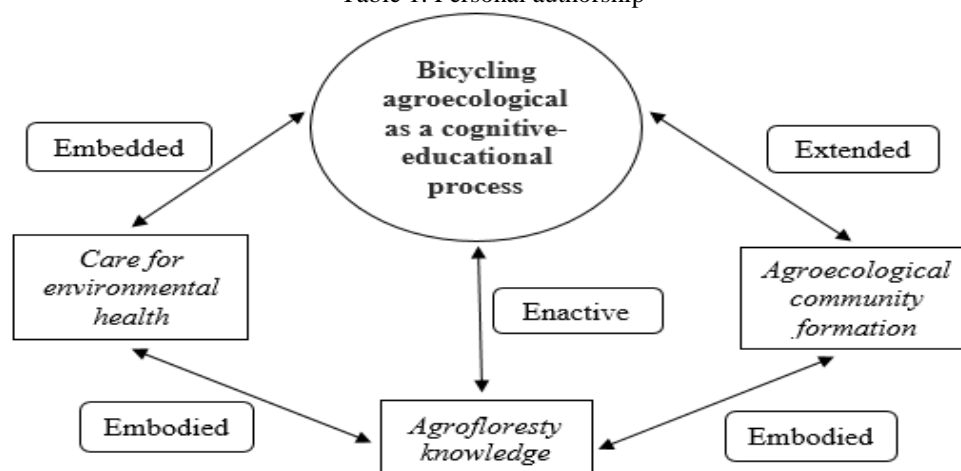 Table 1. Personal authorship
Bicycling
agroecological
as a cognitive-
educational
process
Embedded
Extended
Care for
environmental
health
Agroecological
community
formation
Enactive
Embodied
Agrofloresty
knowledge
Embodied